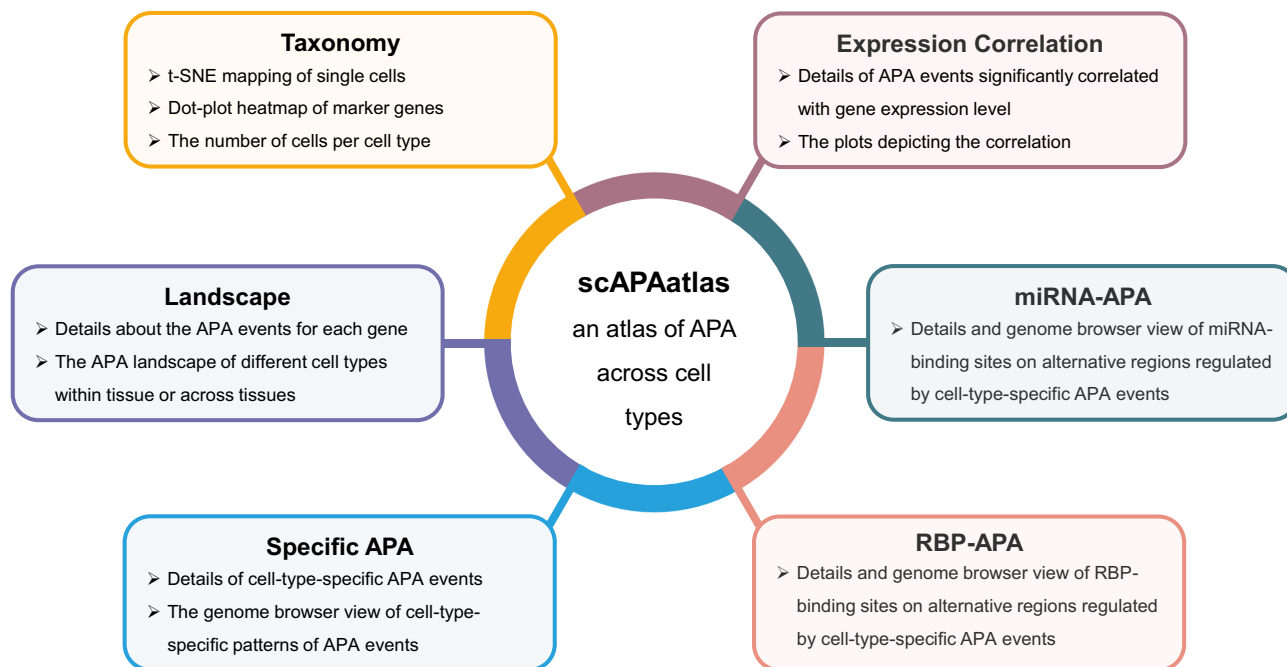 Taxonomy
➢ t-SNE mapping of single cells
➢ Dot-plot heatmap of marker genes
➢ The number of cells per cell type
Expression Correlation
➢ Details of APA events significantly correlated
with gene expression level
➢ The plots depicting the correlation
Landscape
➢ Details about the APA events for each gene
➢ The APA landscape of different cell types
within tissue or across tissues
scAPAatlas
an atlas of APA
across cell
types
miRNA-APA
➢ Details and genome browser view of miRNA-
binding sites on alternative regions regulated
by cell-type-specific APA events
Specific APA
➢ Details of cell-type-specific APA events
➢ The genome browser view of cell-type-
specific patterns of APA events
RBP-APA
➢ Details and genome browser view of RBP-
binding sites on alternative regions regulated
by cell-type-specific APA events